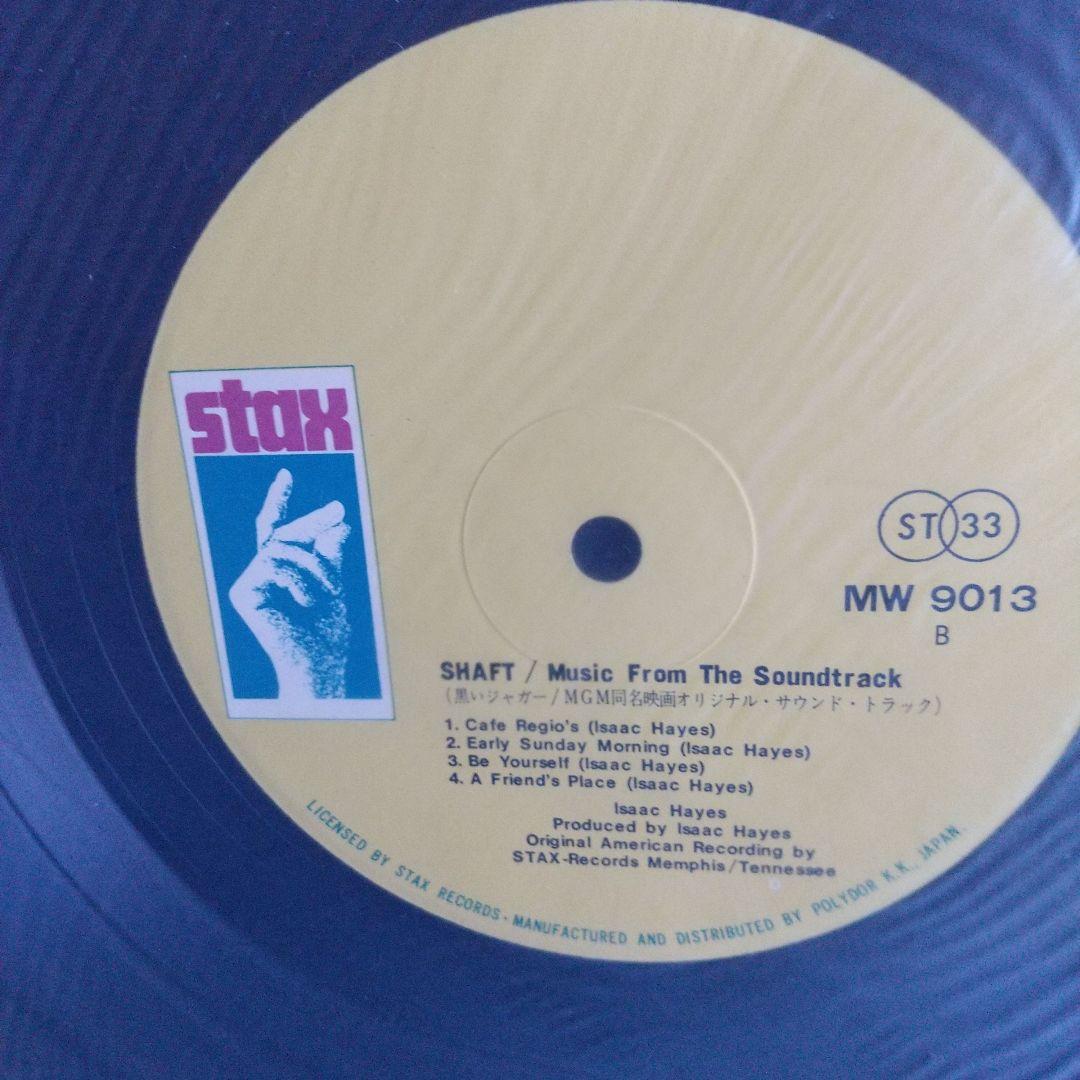 stax
ST 33
MW 9013
B
SHAFT / Music From The Soundtrack
(黒いジャガー/MGM同名映画オリジナル・サウンド・トラック)
1. Cafe Regio's (Isaac Hayes)
2. Early Sunday Morning (Isaac Hayes)
3. Be Yourself (Isaac Hayes)
4. A Friend's Place (Isaac Hayes)
Isaac Hayes
Produced by Isaac Hayes
Original American Recording by
STAX-Records Memphis/Tennessee
LICENSED BY STAX RECORDS · MANUFACTURED AND DISTRIBUTED BY POLYDOR K.K., JAPAN.